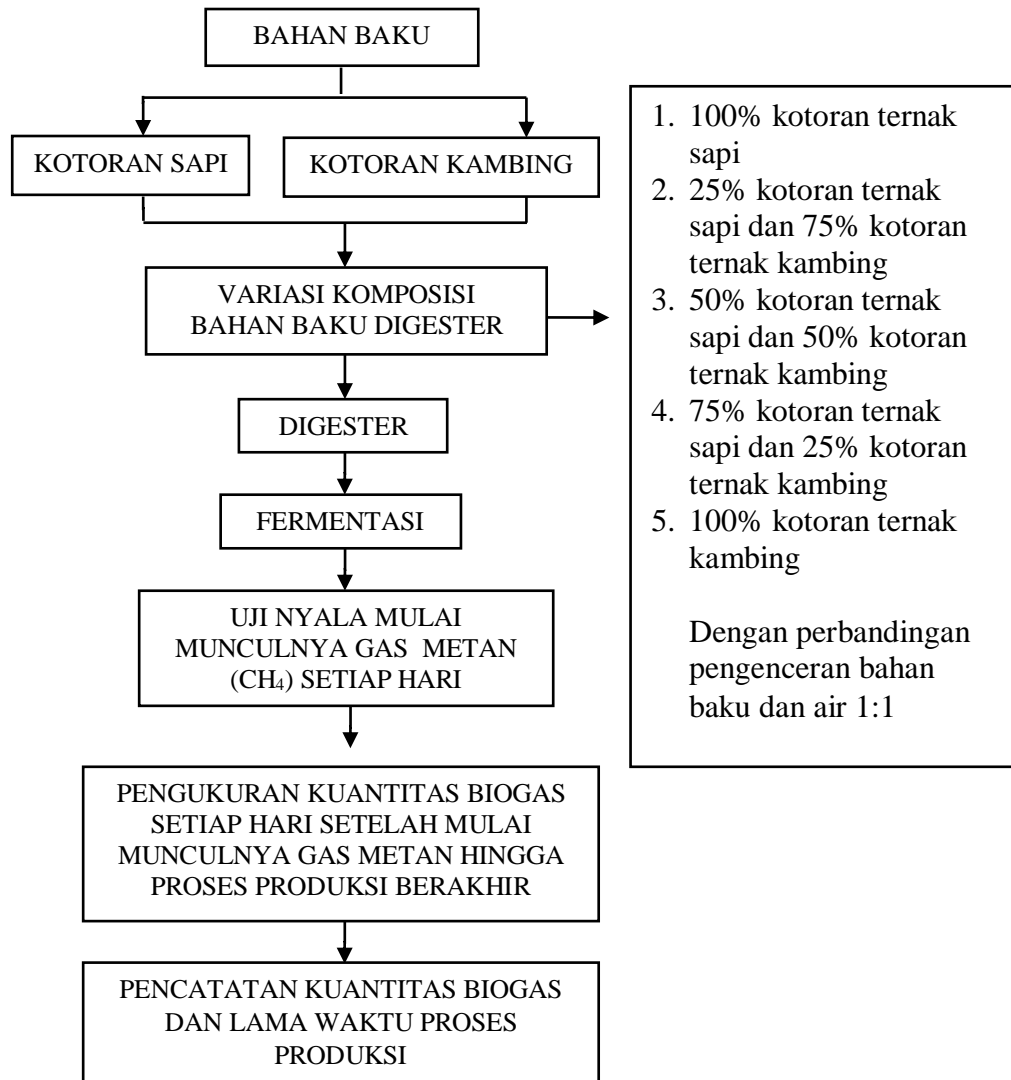 BAHAN BAKU
KOTORAN SAPI
KOTORAN KAMBING
VARIASI KOMPOSISI
BAHAN BAKU DIGESTER
1. 100% kotoran ternak
sapi
2. 25% kotoran ternak
sapi dan 75% kotoran
ternak kambing
3. 50% kotoran ternak
sapi dan 50% kotoran
ternak kambing
4. 75% kotoran ternak
sapi dan 25% kotoran
ternak kambing
5. 100% kotoran ternak
kambing
Dengan perbandingan
pengenceran bahan
baku dan air 1:1
DIGESTER
FERMENTASI
UJI NYALA MULAI
MUNCULNYA GAS METAN
(CH₄) SETIAP HARI
PENGUKURAN KUANTITAS BIOGAS
SETIAP HARI SETELAH MULAI
MUNCULNYA GAS METAN HINGGA
PROSES PRODUKSI BERAKHIR
PENCATATAN KUANTITAS BIOGAS
DAN LAMA WAKTU PROSES
PRODUKSI